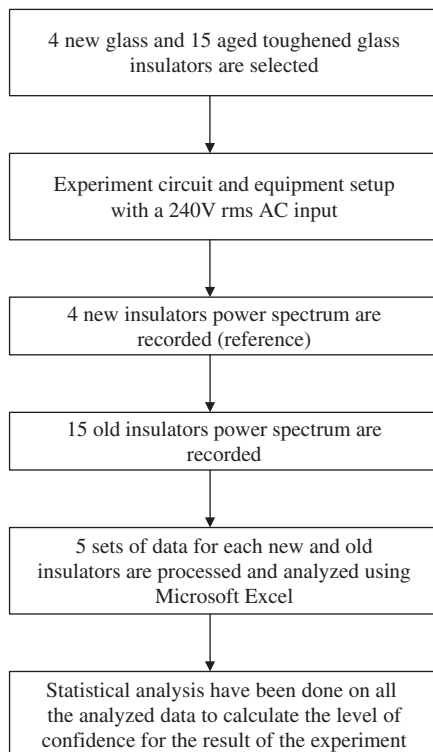 4 new glass and 15 aged toughened glass
insulators are selected
Experiment circuit and equipment setup
with a 240V rms AC input
4 new insulators power spectrum are
recorded (reference)
15 old insulators power spectrum are
recorded
5 sets of data for each new and old
insulators are processed and analyzed using
Microsoft Excel
Statistical analysis have been done on all
the analyzed data to calculate the level of
confidence for the result of the experiment